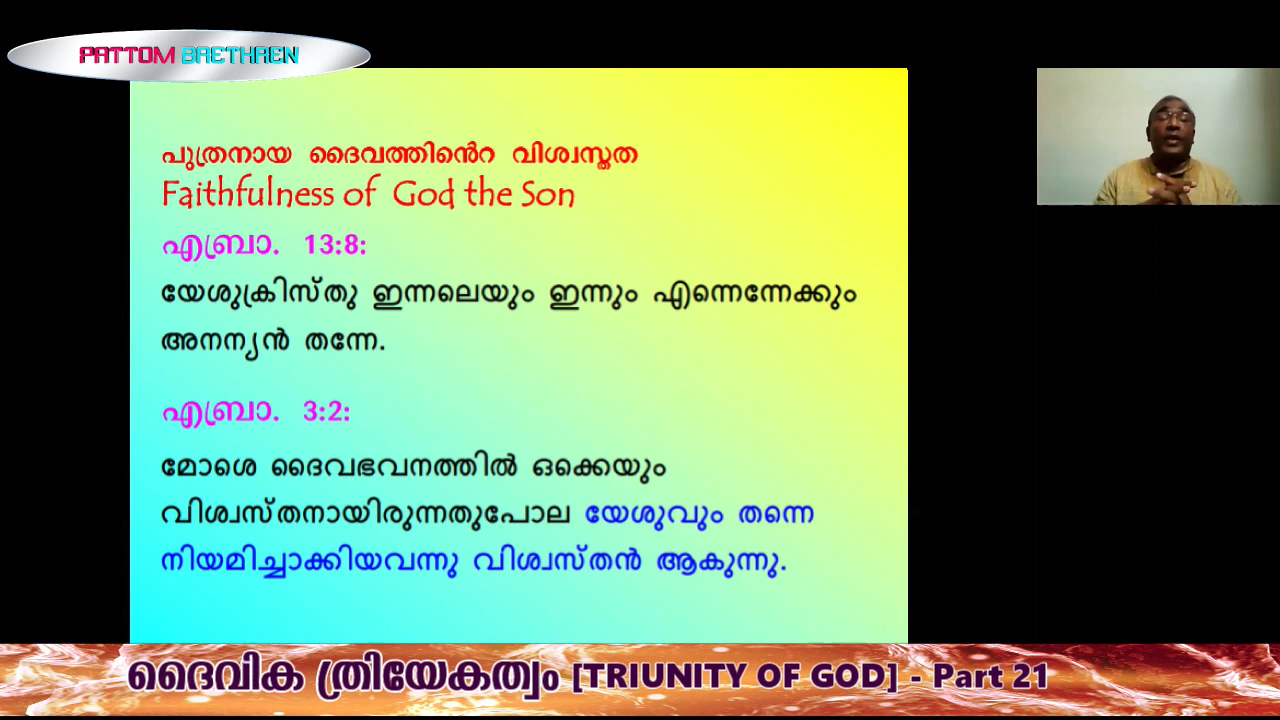 PATTOM BRETHREN
പുത്രനായ ദൈവത്തിൻെറ വിശ്വസ്തത
Faithfulness of God the Son
എബ്രാ. 13:8:
യേശുക്രിസ്തു ഇന്നലെയും ഇന്നും എന്നെന്നേക്കും
അനന്യൻ തന്നേ.
എബ്രാ. 3:2:
മോശെ ദൈവഭവനത്തിൽ ഒക്കെയും
വിശ്വസ്തനായിരുന്നതുപോല യേശുവും തന്നെ
നിയമിച്ചാക്കിയവന്നു വിശ്വസ്തൻ ആകുന്നു.
ദൈവിക ത്രിയേകത്വം [TRIUNITY OF GOD] - Part 21